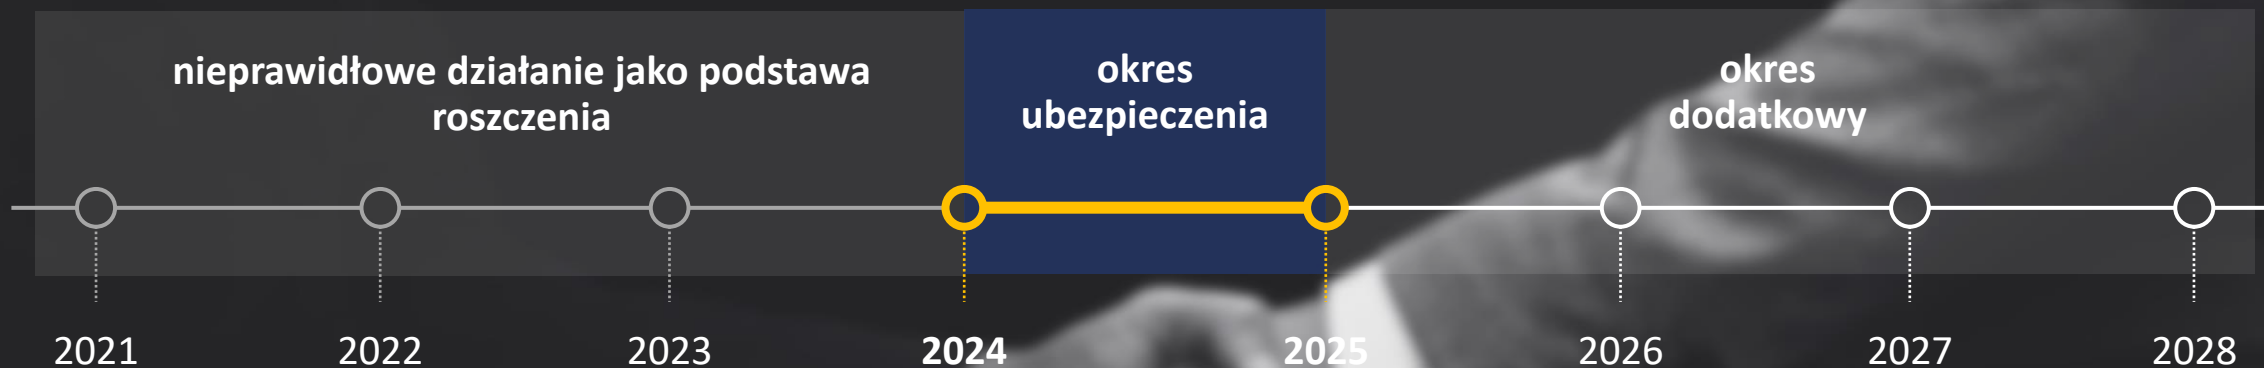 nieprawidłowe działanie jako podstawa
roszczenia
okres
ubezpieczenia
okres
dodatkowy
2021
2022
2023
2024
2025
2026
2027
2028